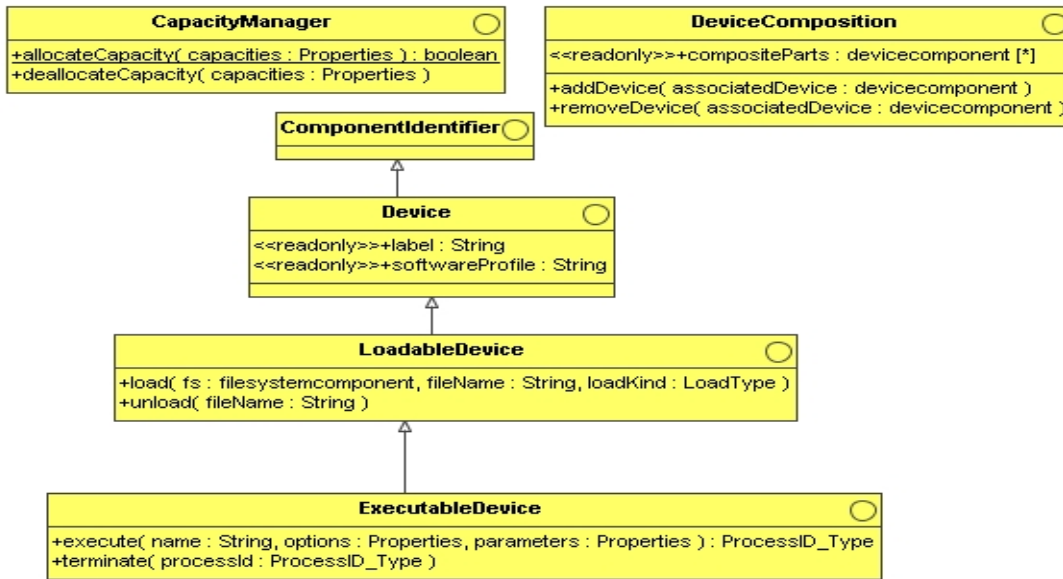 CapacityManager
+allocateCapacity( capacities : Properties ) : boolean
+deallocateCapacity( capacities : Properties )
DeviceComposition
<<readonly>>+compositeParts : devicecomponent [*]
+addDevice( associatedDevice : devicecomponent )
+removeDevice( associatedDevice : devicecomponent )
ComponentIdentifier
Device
<<readonly>>+label : String
<<readonly>>+softwareProfile : String
LoadableDevice
+load( fs : filesystemcomponent, fileName : String, loadKind : LoadType )
+unload( fileName : String )
ExecutableDevice
+execute( name : String, options : Properties, parameters : Properties ) : ProcessID_Type
+terminate( processId : ProcessID_Type )